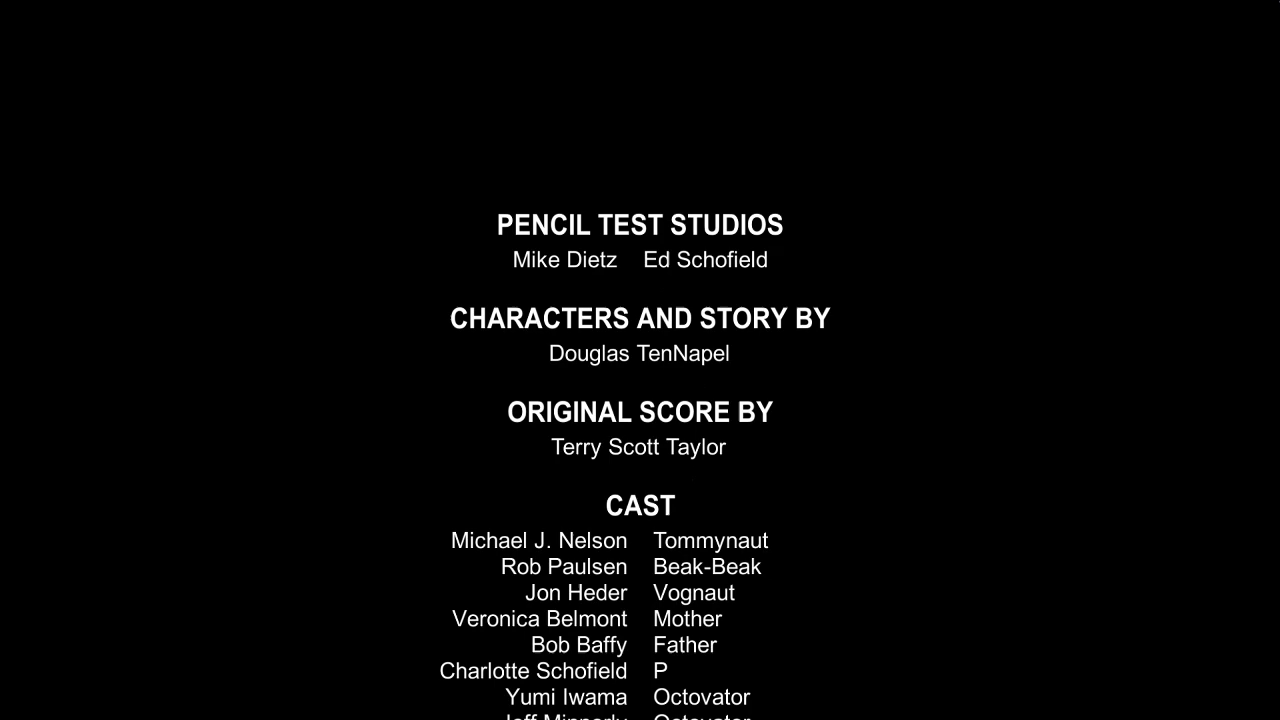 PENCIL TEST STUDIOS
Mike Dietz Ed Schofield
CHARACTERS AND STORY BY
Douglas TenNapel
ORIGINAL SCORE BY
Terry Scott Taylor
CAST
Michael J. Nelson Tommynaut
Rob Paulsen Beak-Beak
Jon Heder Vognaut
Veronica Belmont Mother
Bob Baffy Father
Charlotte Schofield P
Yumi Iwama Octovator
Jeff Octovator